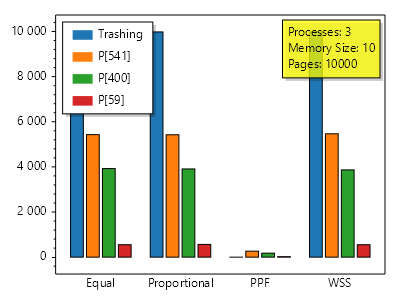 10 000
8 000
6 000
4 000
2 000
0
Trashing
P[541]
P[400]
P[59]
Processes: 3
Memory Size: 10
Pages: 10000
Equal
Proportional
PPF
WSS